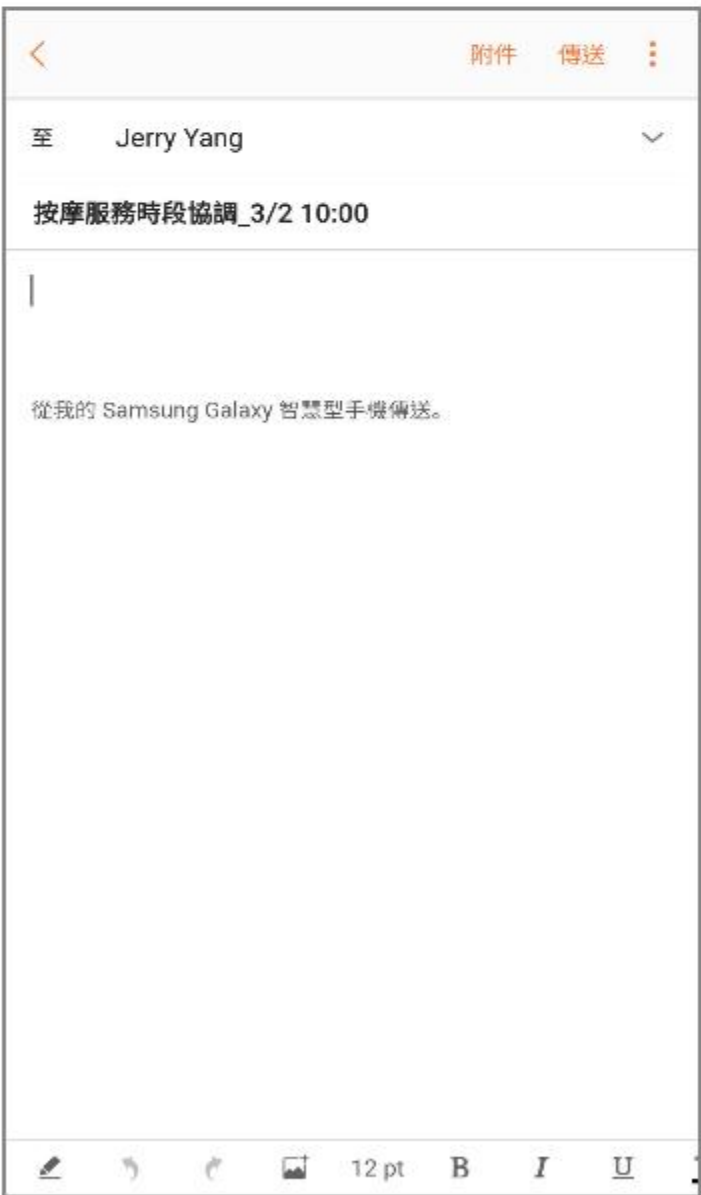 附件 傳送
至 Jerry Yang
按摩服務時段協調_3/2 10:00
從我的 Samsung Galaxy 智慧型手機傳送。
12 pt B I U